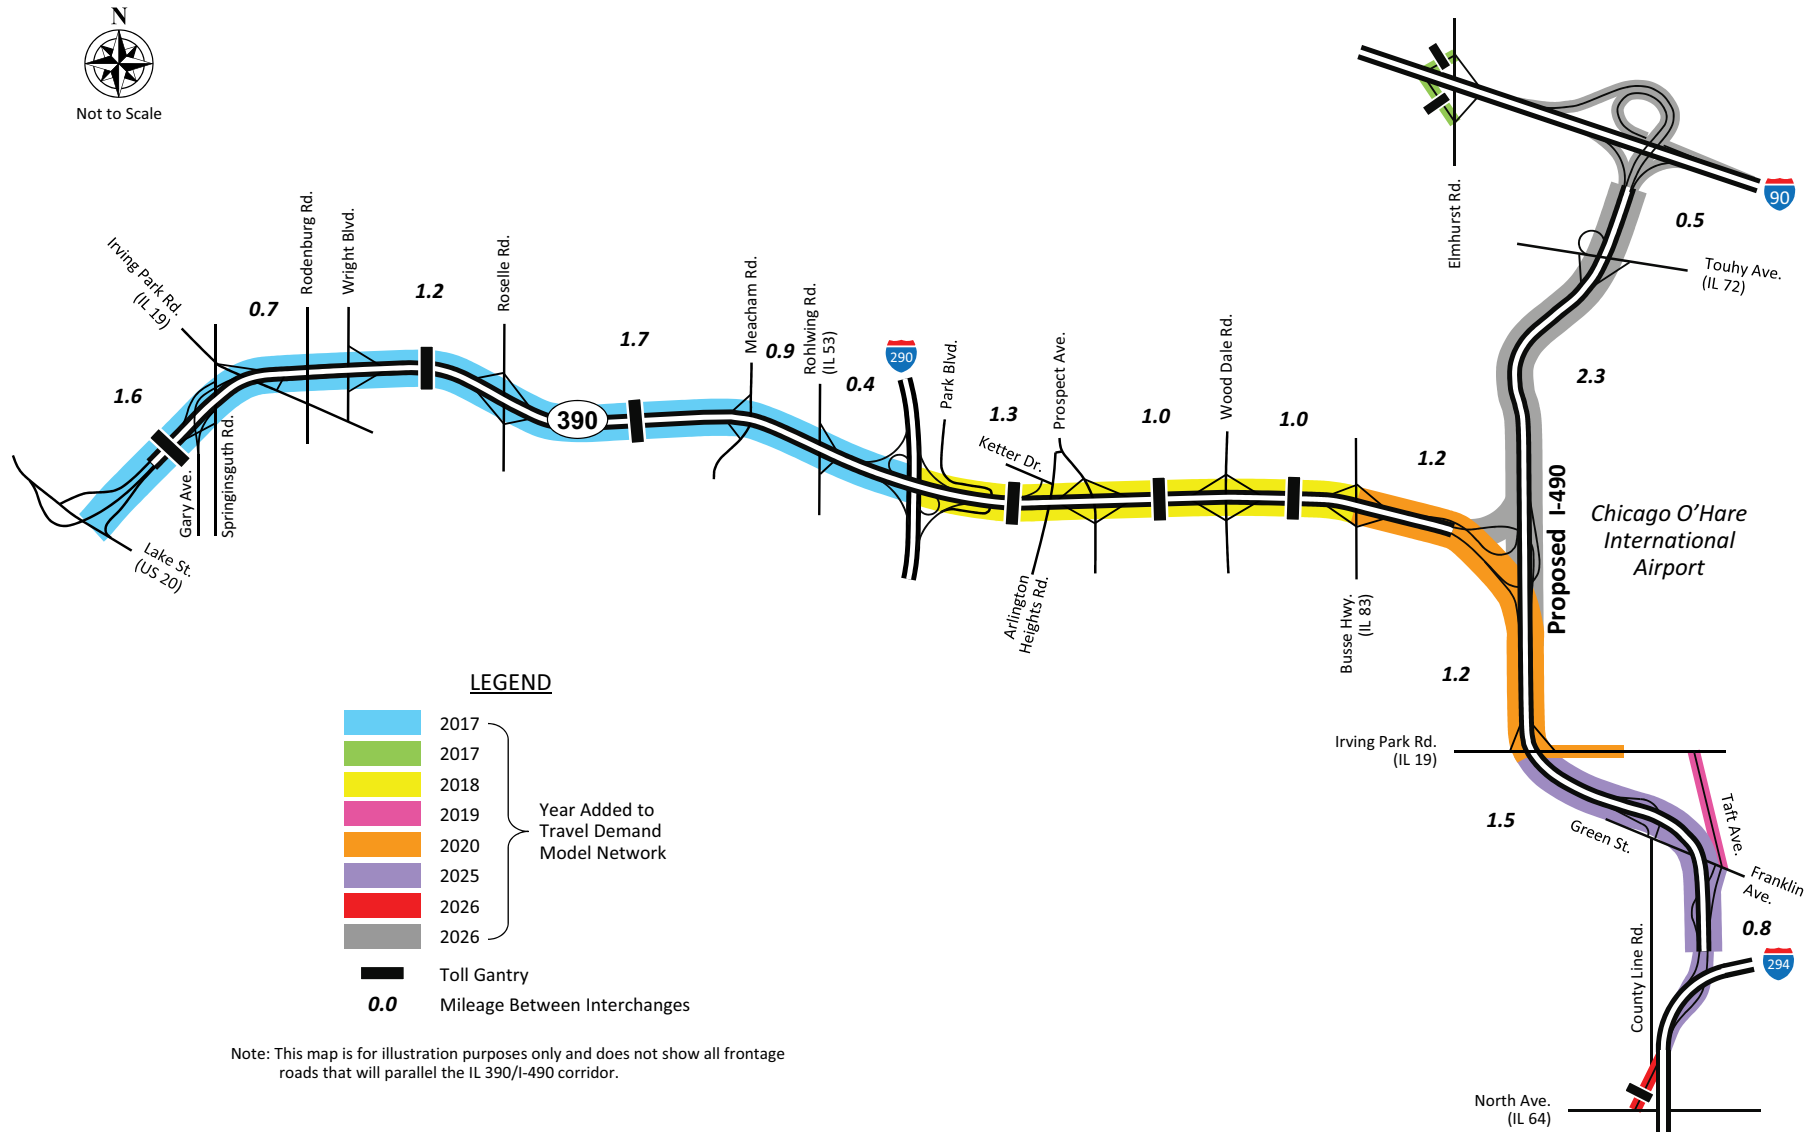 N
Not to Scale
Irving Park Rd.
(IL 19)
0.7
Rodenburg Rd.
Wright Blvd.
1.2
Roselle Rd.
1.7
Meacham Rd.
0.9
Rohlwing Rd.
(IL 53)
0.4
290
Park Blvd.
1.3
Ketter Dr.
Prospect Ave.
1.0
Wood Dale Rd.
1.0
1.2
Elmhurst Rd.
90
0.5
Touhy Ave.
(IL 72)
2.3
1.6
390
Gary Ave.
Springinsguth Rd.
Lake St.
(US 20)
Arlington
Heights Rd.
Busse Hwy.
(IL 83)
Proposed I-490
Chicago O’Hare
International
Airport
1.2
Irving Park Rd.
(IL 19)
1.5
Green St.
Taft Ave.
Franklin
Ave.
0.8
County Line Rd.
294
North Ave.
(IL 64)
LEGEND
2017
2017
2018
2019
2020
2025
2026
2026
Year Added to
Travel Demand
Model Network
Toll Gantry
0.0 Mileage Between Interchanges
Note: This map is for illustration purposes only and does not show all frontage
roads that will parallel the IL 390/I-490 corridor.